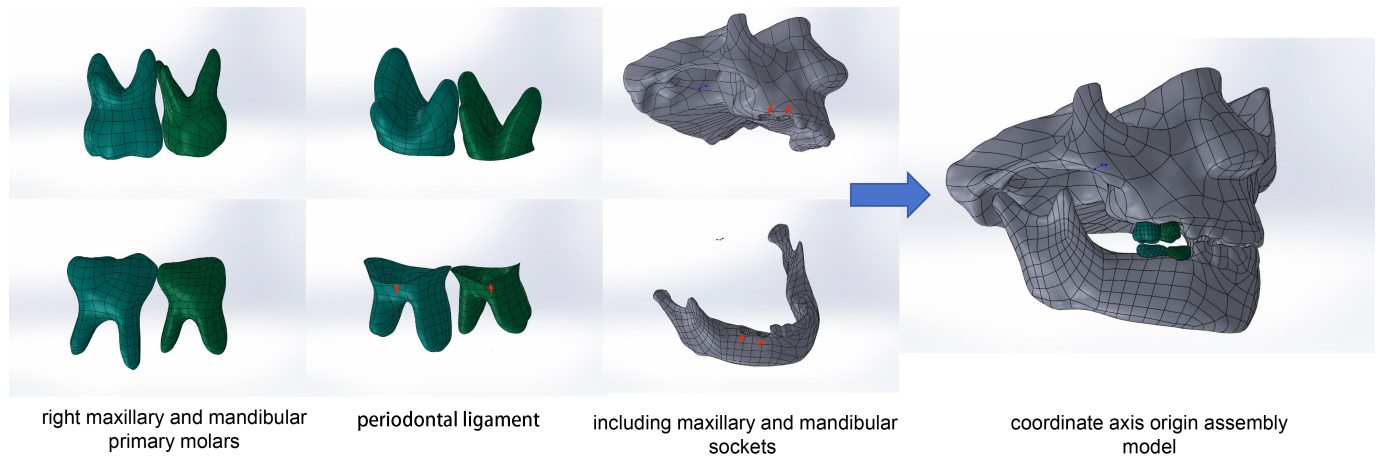 right maxillary and mandibular
primary molars
periodontal ligament
including maxillary and mandibular
sockets
coordinate axis origin assembly
model